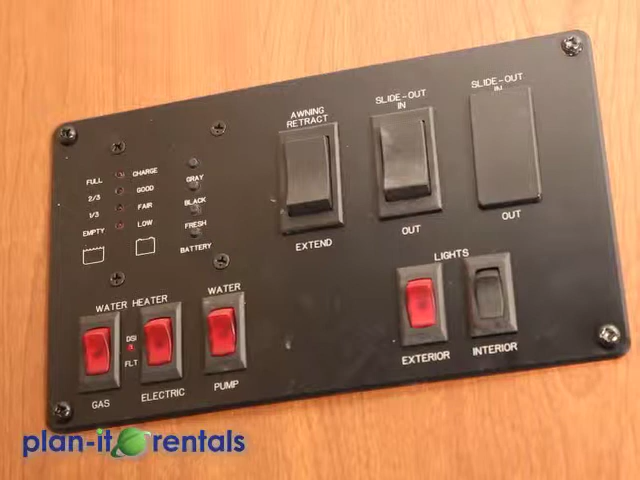 AWNING
RETRACT
EXTEND
SLIDE-OUT
IN
OUT
SLIDE-OUT
IN
OUT
FULL
2/3
1/3
EMPTY
CHARGE
GOOD
FAIR
LOW
GRAY
BLACK
FRESH
BATTERY
WATER HEATER
GAS
DSI
FLT
ELECTRIC
WATER
PUMP
LIGHTS
EXTERIOR
INTERIOR
plan-it rentals